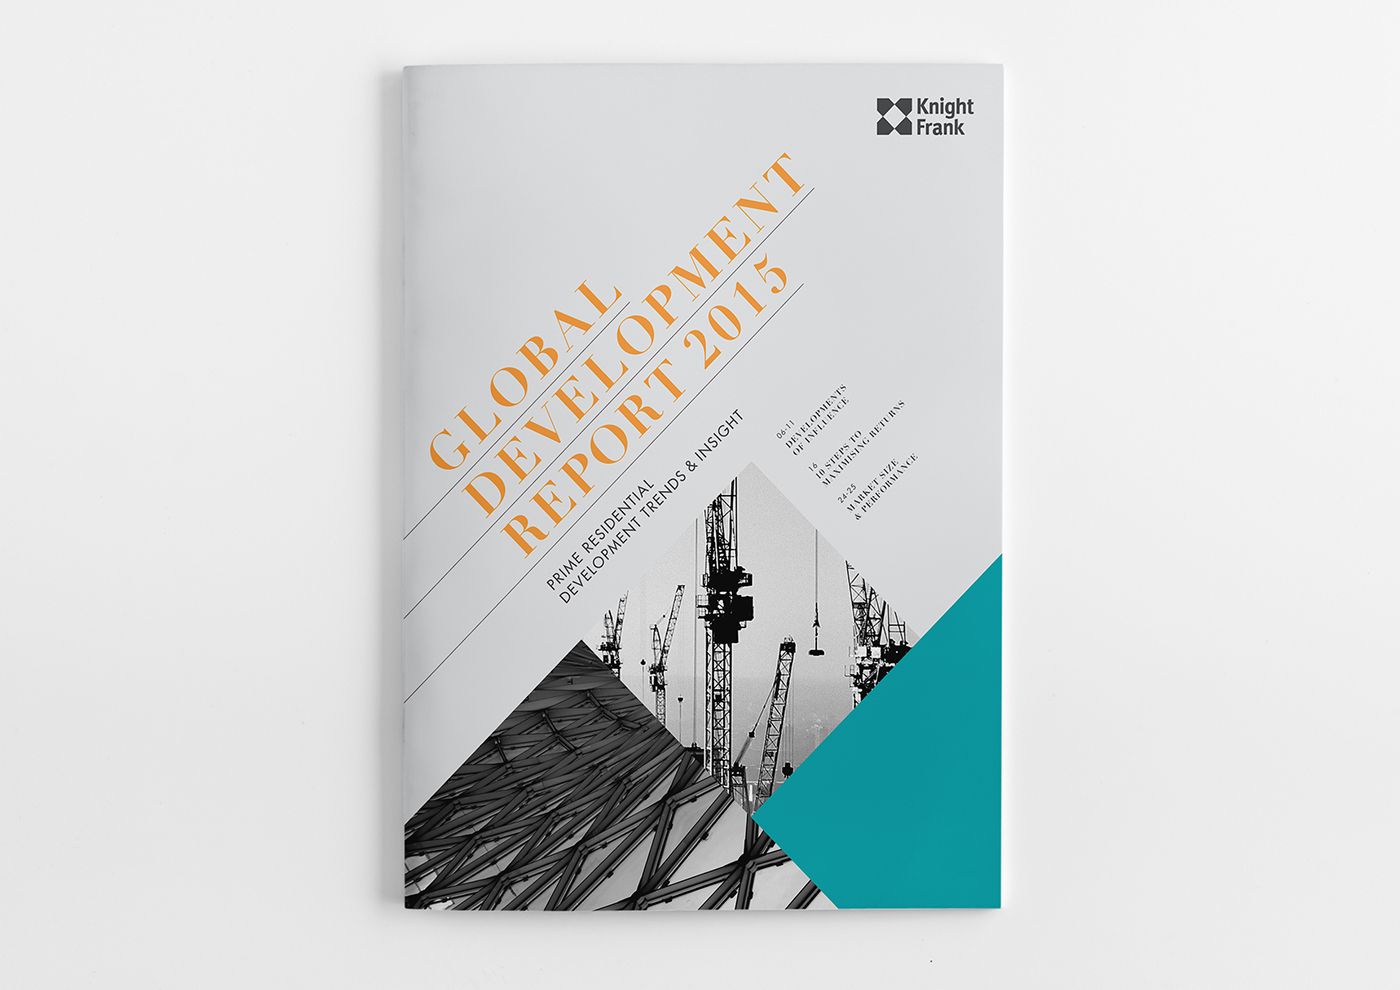 Knight
Frank
GLOBAL
DEVELOPMENT
REPORT 2015
PRIME RESIDENTIAL
DEVELOPMENT TRENDS & INSIGHT
06-11
DEVELOPMENTS
OF INFLUENCE
16
10 STEPS TO
MAXIMISING RETURNS
24-25
MARKET SIZE
& PERFORMANCE